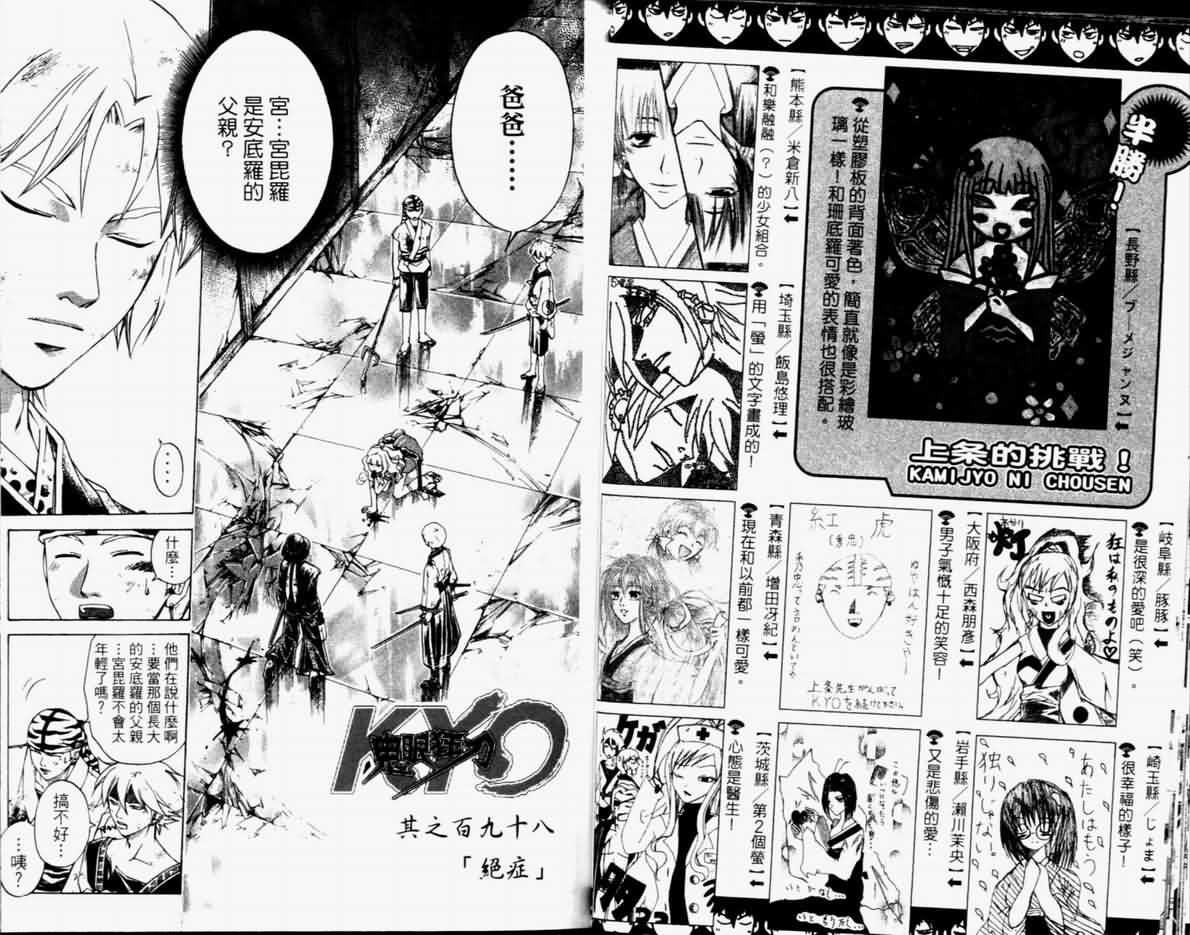 半勝！
【長野縣／ブーメジャンヌ】
從塑膠板的背面著色，簡直就像是彩繪玻
璃一樣！和珊底羅可愛的表情也很搭配。
上条的挑戰！
KAMIJYO NI CHOUSEN
【熊本縣／米倉新八】
和樂融融（？）的少女組合。
【埼玉縣／飯島悠理】
用「螢」的文字畫成的！
【岐阜縣／豚豚】
是很深的愛吧（笑）。
灯
狂は私のものよ♡
【大阪府／西森朋彥】
男子氣慨十足的笑容！
紅虎
上条先生がんばって
KYOを続けて下さい
【青森縣／増田冴紀】
現在和以前都一樣可愛。
【崎玉縣／じょま】
很幸福的樣子！
あたしはもう
独りじゃない。
【岩手縣／瀨川茉央】
又是悲傷的愛…
【茨城縣／第2個螢】
心態是醫生！
ケガ
爸爸……
宮…宮毘羅
是安底羅的
父親？
KYO
鬼眼狂刀
其之百九十八
「絕症」
‥‥
什麼…
他們在說什麼啊
…要當那個長大
的安底羅的父親
…宮毘羅不會太
年輕了嗎？
搞不好…
…咦？